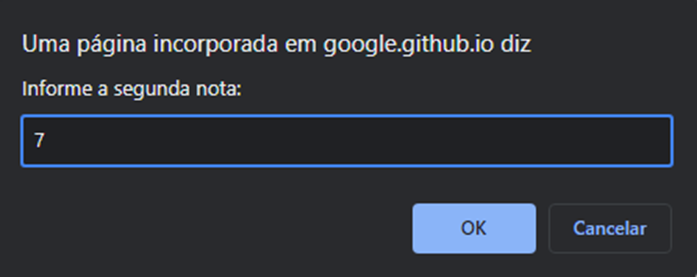 Uma página incorporada em google.github.io diz
Informe a segunda nota:
7
OK
Cancelar